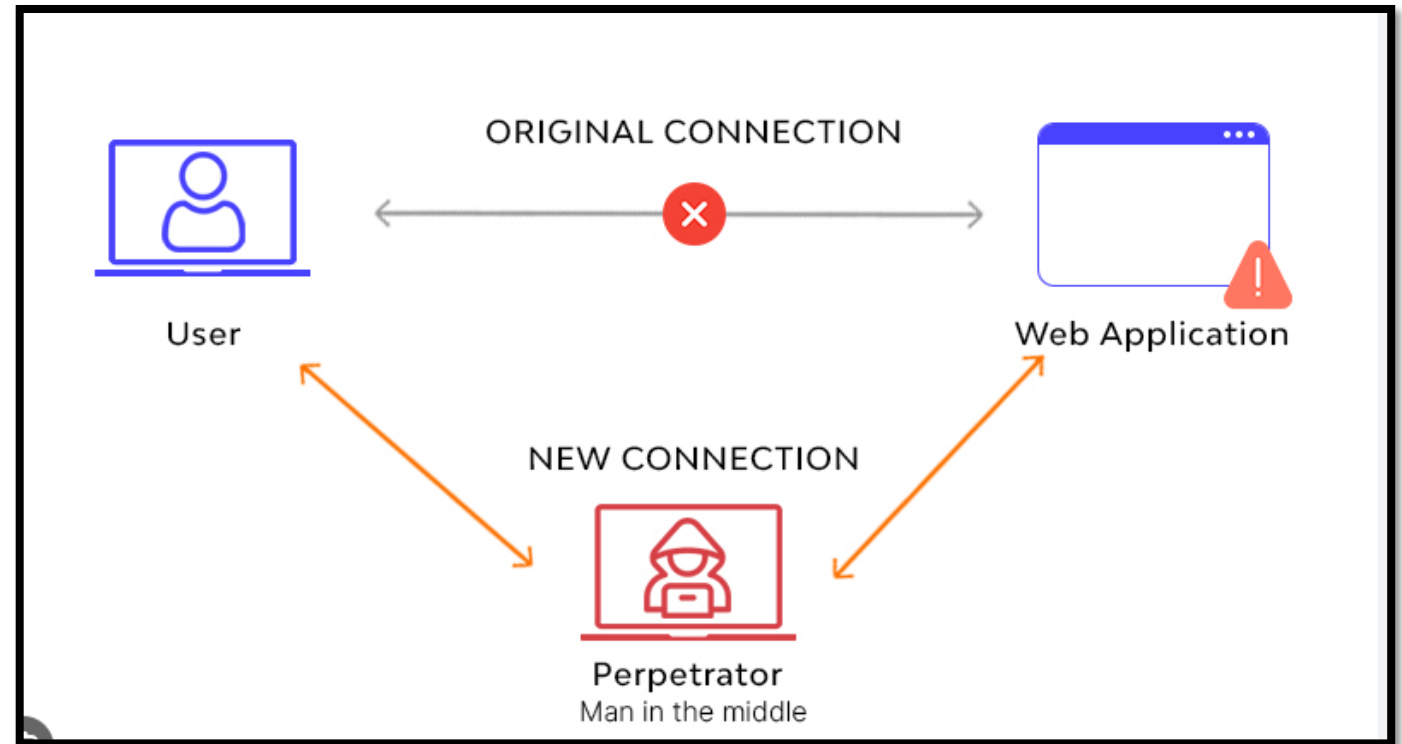 ORIGINAL CONNECTION
User
Web Application
NEW CONNECTION
Perpetrator
Man in the middle